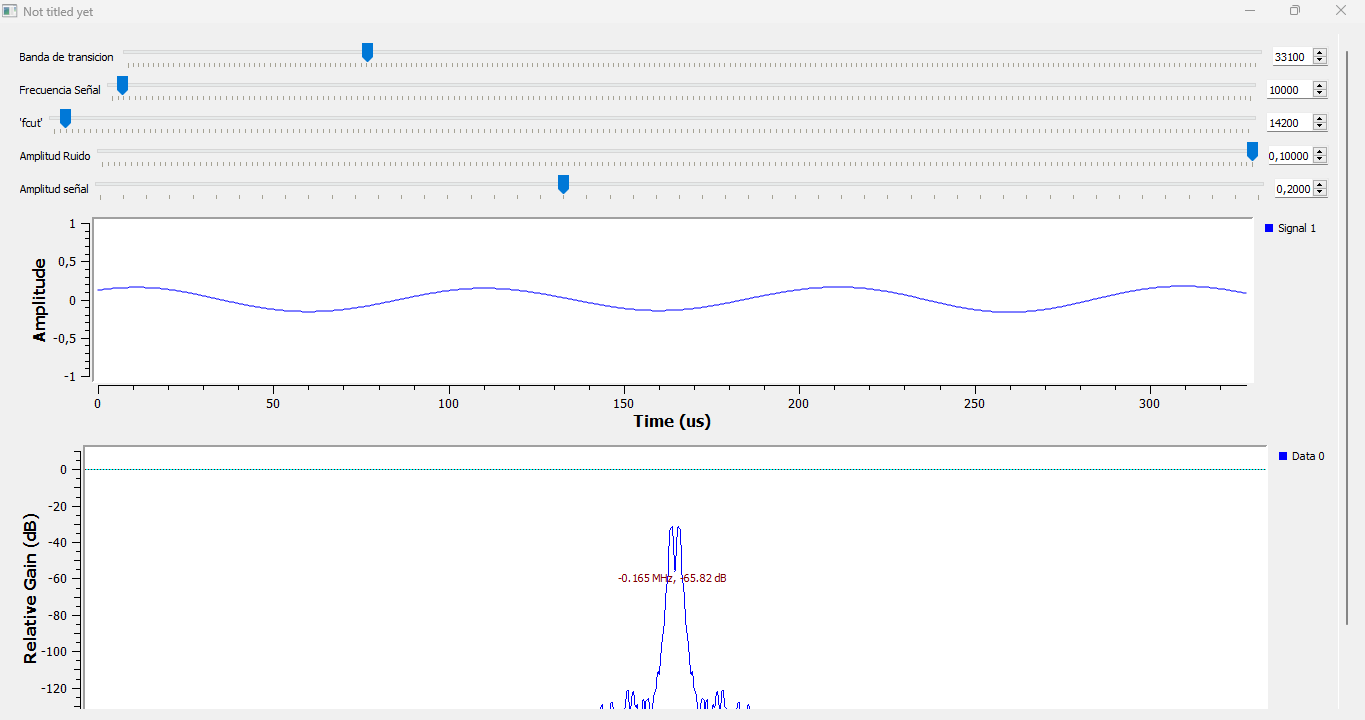 Not titled yet
Banda de transicion 33100
Frecuencia Señal 10000
'fcut' 14200
Amplitud Ruido 0,10000
Amplitud señal 0,2000
Signal 1
1
0,5
0
-0,5
-1
Amplitude
0 50 100 150 200 250 300
Time (us)
Data 0
0
-20
-40
-60
-80
-100
-120
Relative Gain (dB)
-0.165 MHz, -65.82 dB